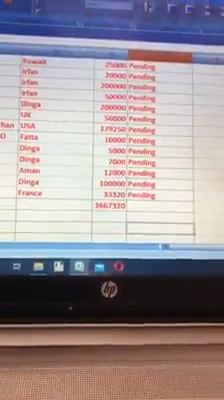 Kuwait 25000 Pending
irfan 20000 Pending
irfan 200000 Pending
irfan 50000 Pending
Dinga 200000 Pending
UK 50000 Pending
han USA 179250 Pending
O Fatta 10000 Pending
Dinga 5000 Pending
Dinga 7000 Pending
Aman 12000 Pending
Dinga 100000 Pending
France 33320 Pending
3667320
hp